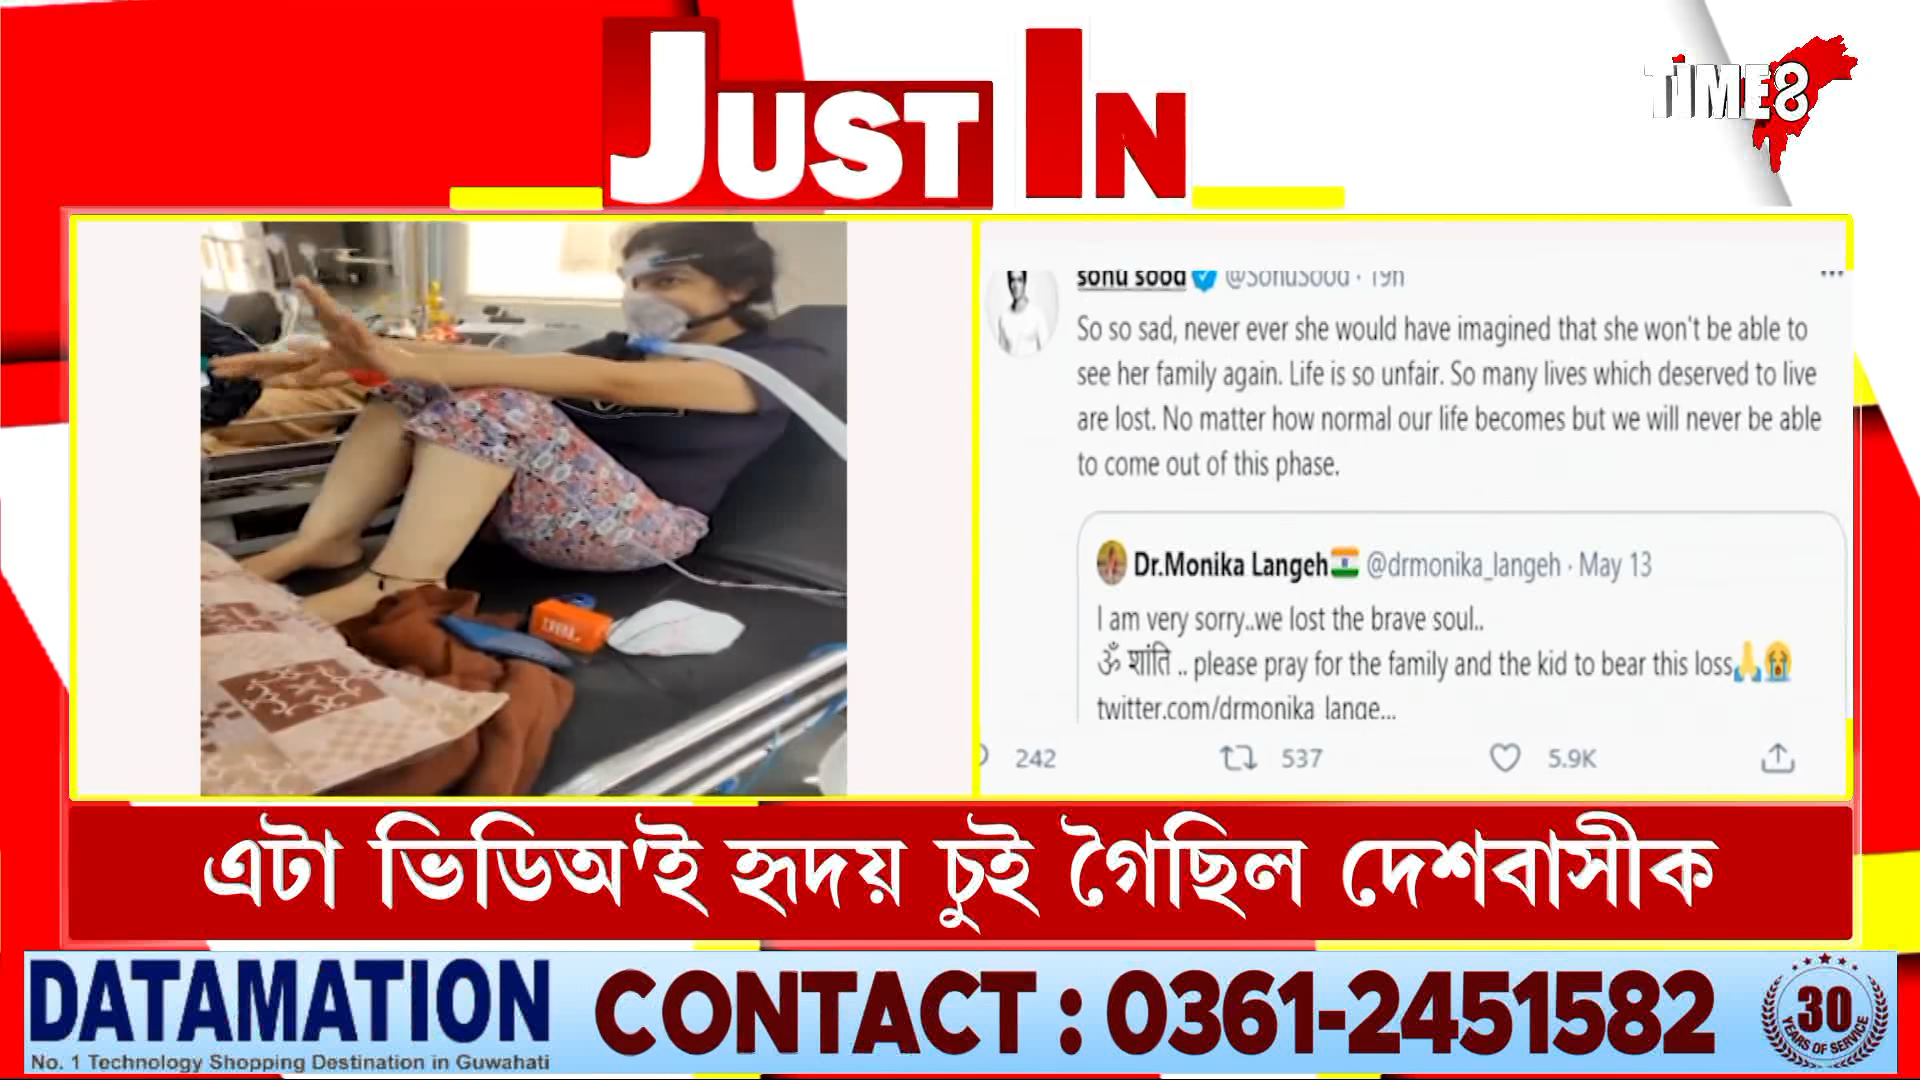 JUST IN
TIME8
sonu sood @SonuSood · 19h
So so sad, never ever she would have imagined that she won't be able to
see her family again. Life is so unfair. So many lives which deserved to live
are lost. No matter how normal our life becomes but we will never be able
to come out of this phase.
Dr.Monika Langeh🇮🇳 @drmonika_langeh · May 13
I am very sorry..we lost the brave soul..
ॐ शांति .. please pray for the family and the kid to bear this loss🙏😭
twitter.com/drmonika_lange...
242 537 5.9K
এটা ভিডিঅ'ই হৃদয় চুই গৈছিল দেশবাসীক
DATAMATION
No. 1 Technology Shopping Destination in Guwahati
CONTACT : 0361-2451582
30
YEARS OF SERVICE